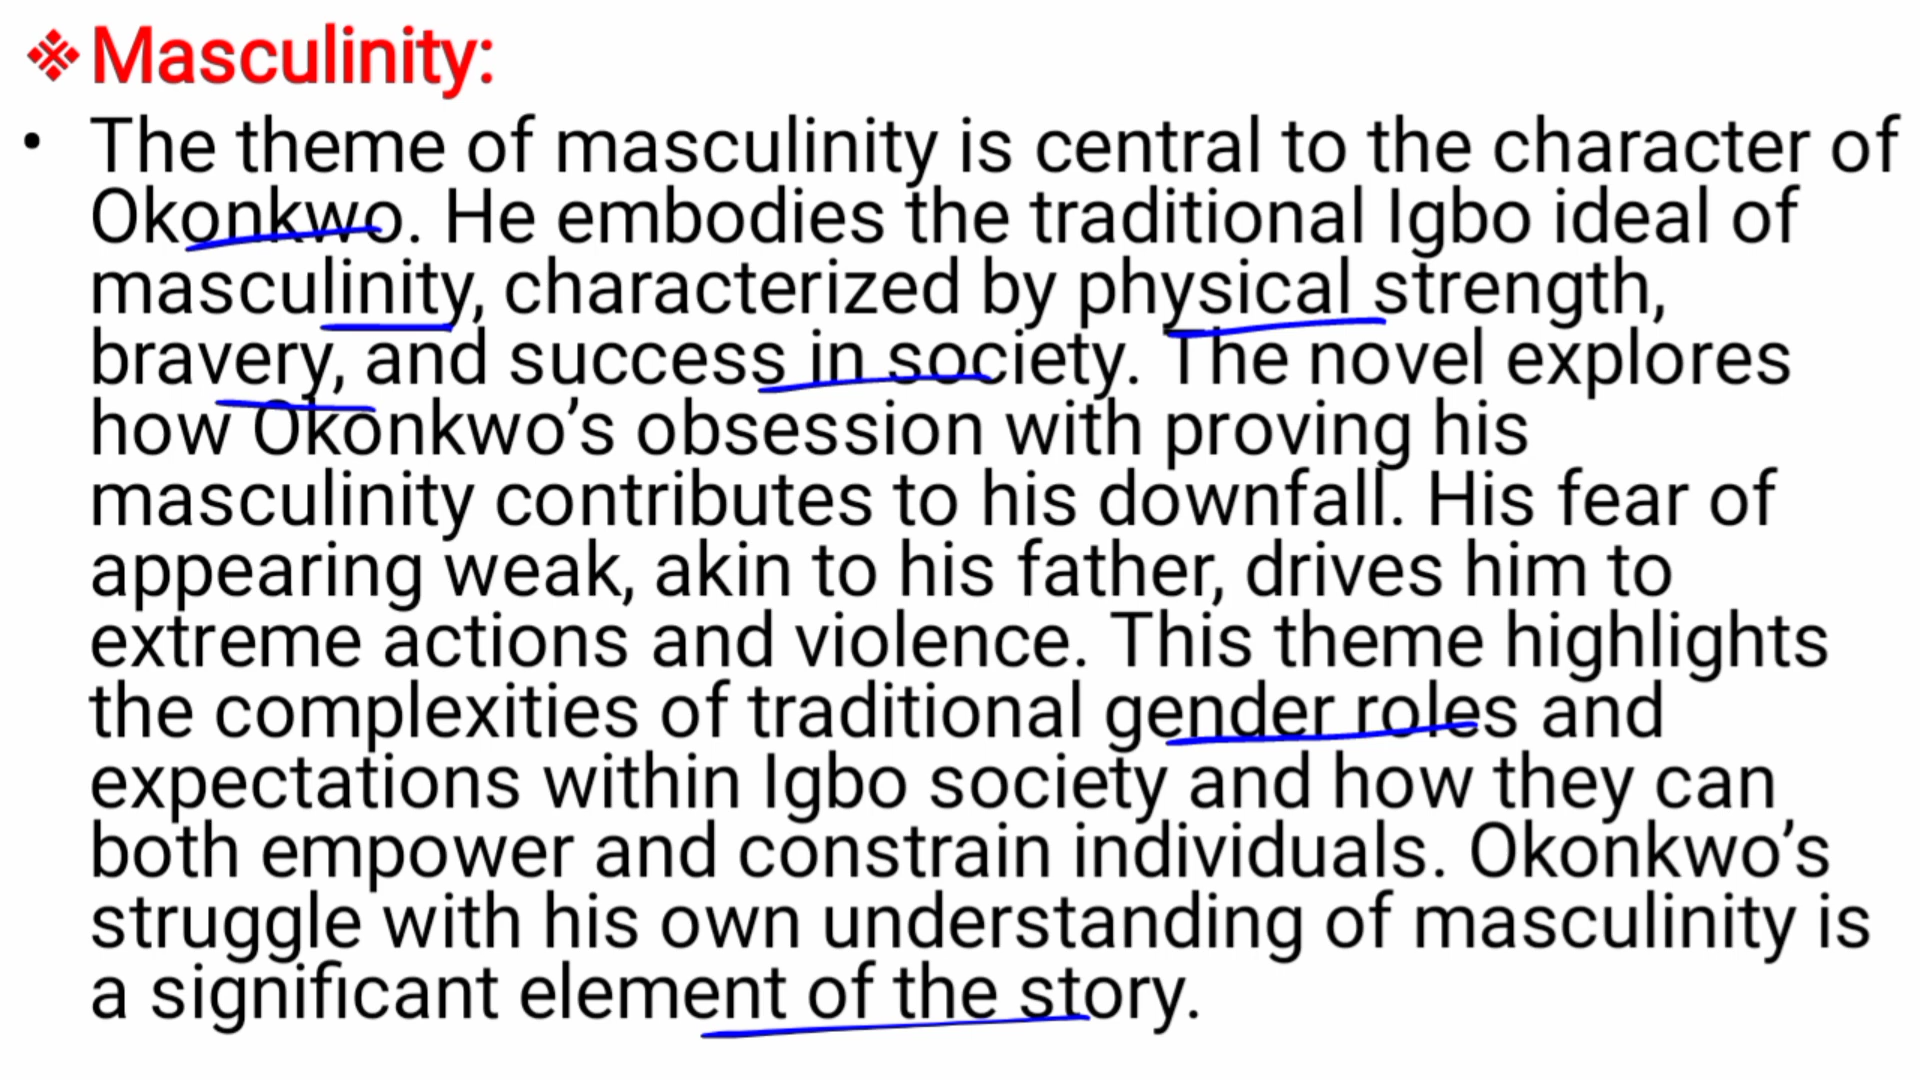 ❖ Masculinity:
• The theme of masculinity is central to the character of
Okonkwo. He embodies the traditional Igbo ideal of
masculinity, characterized by physical strength,
bravery, and success in society. The novel explores
how Okonkwo’s obsession with proving his
masculinity contributes to his downfall. His fear of
appearing weak, akin to his father, drives him to
extreme actions and violence. This theme highlights
the complexities of traditional gender roles and
expectations within Igbo society and how they can
both empower and constrain individuals. Okonkwo’s
struggle with his own understanding of masculinity is
a significant element of the story.